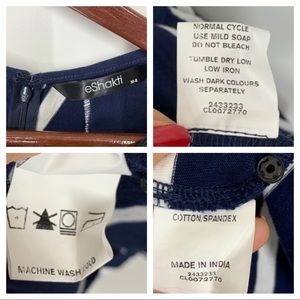 eShakti
NORMAL CYCLE
USE MILD SOAP
DO NOT BLEACH
TUMBLE DRY LOW
LOW IRON
WASH DARK COLOURS
SEPARATELY
2433233
CL0072770
MACHINE WASH COLD
COTTON/SPANDEX
MADE IN INDIA
2433233
CL0072770